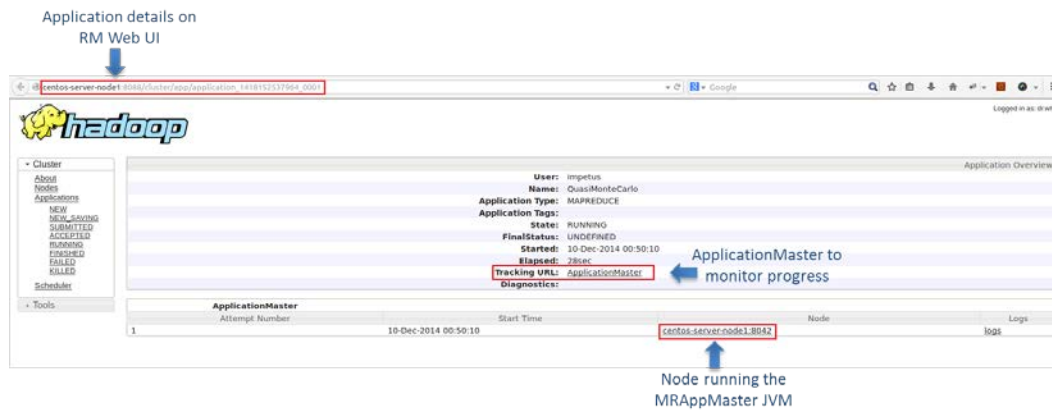 Application details on
RM Web UI
centos-server-node1:8088/cluster/app/application_1418152537964_0001
Google
Logged in as: dr.wh
hadoop
Cluster
About
Nodes
Applications
NEW
NEW_SAVING
SUBMITTED
ACCEPTED
RUNNING
FINISHED
FAILED
KILLED
Scheduler
Tools
Application Overview
User: impetus
Name: QuasiMonteCarlo
Application Type: MAPREDUCE
Application Tags:
State: RUNNING
FinalStatus: UNDEFINED
Started: 10-Dec-2014 00:50:10
Elapsed: 28sec
Tracking URL: ApplicationMaster
Diagnostics:
ApplicationMaster to
monitor progress
ApplicationMaster
Attempt Number Start Time Node Logs
1 10-Dec-2014 00:50:10 centos-server-node1:8042 logs
Node running the
MRAppMaster JVM